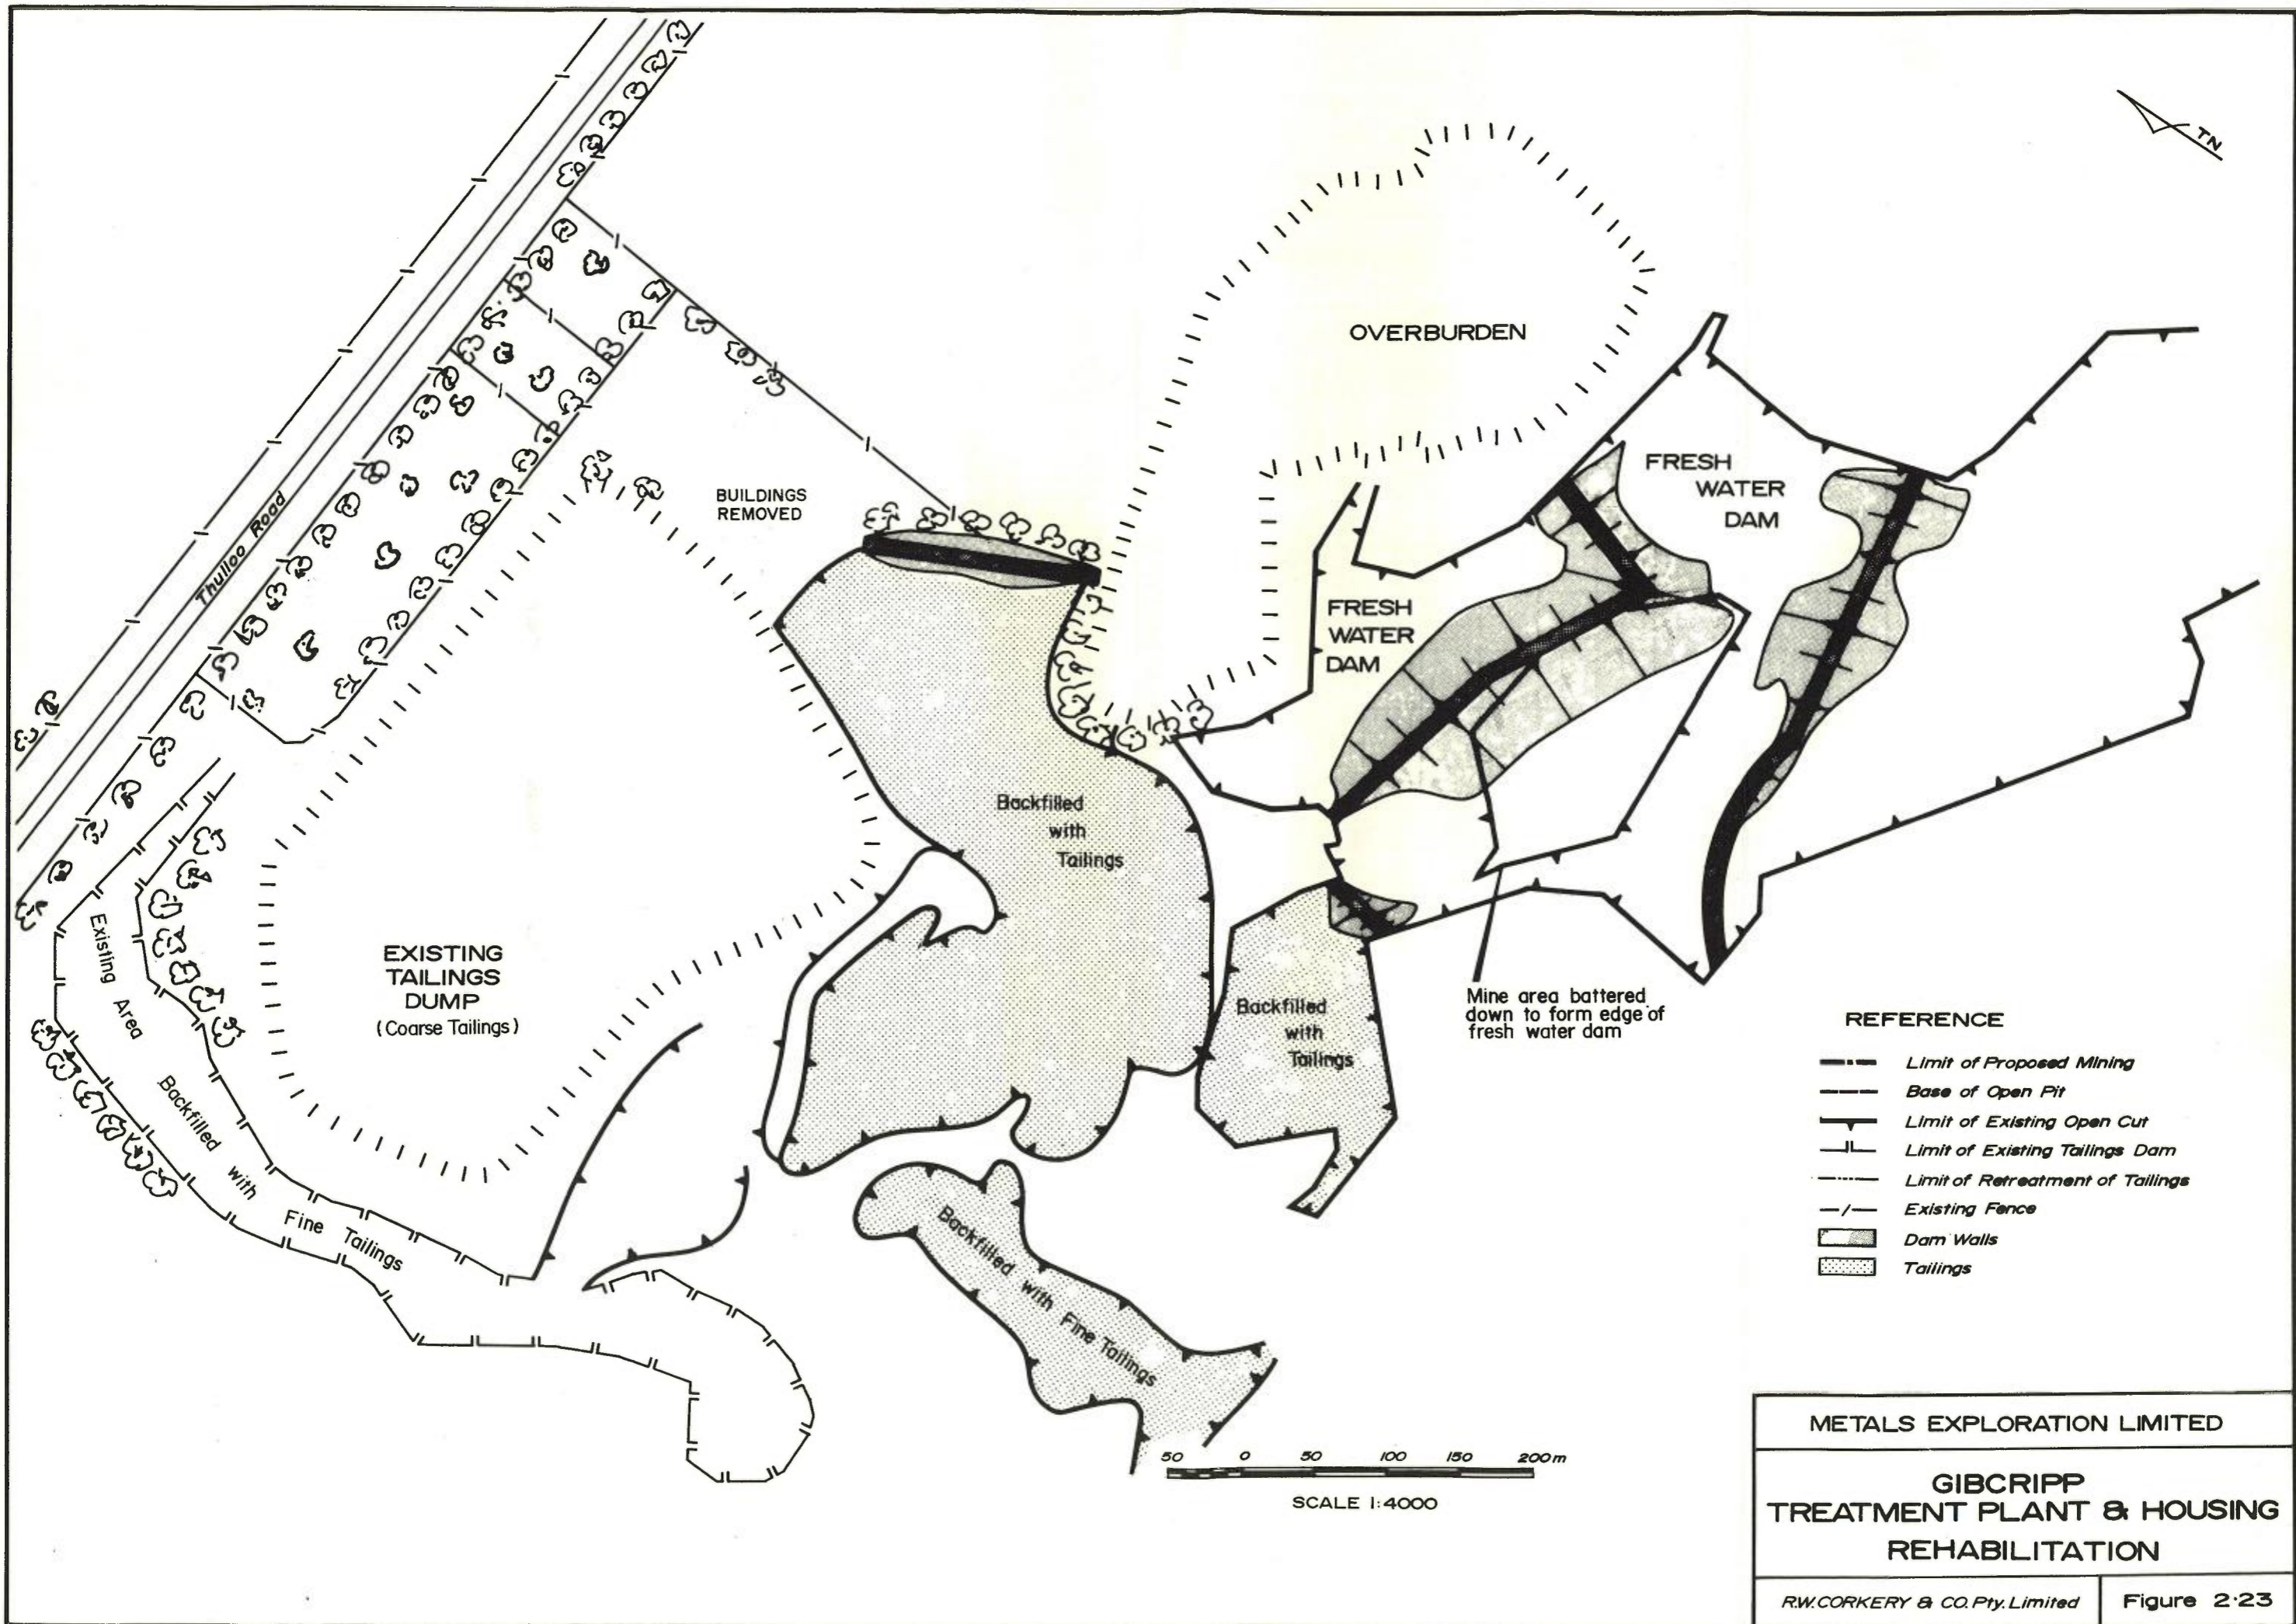 TN
OVERBURDEN
FRESH
WATER
DAM
BUILDINGS
REMOVED
Thulloo Road
FRESH
WATER
DAM
Backfilled
with
Tailings
EXISTING
TAILINGS
DUMP
(Coarse Tailings)
Existing Area Backfilled with Fine Tailings
Backfilled
with
Tailings
Mine area battered
down to form edge of
fresh water dam
Backfilled with Fine Tailings
REFERENCE
Limit of Proposed Mining
Base of Open Pit
Limit of Existing Open Cut
Limit of Existing Tailings Dam
Limit of Retreatment of Tailings
Existing Fence
Dam Walls
Tailings
50 0 50 100 150 200m
SCALE 1:4000
METALS EXPLORATION LIMITED
GIBCRIPP
TREATMENT PLANT & HOUSING
REHABILITATION
R.W.CORKERY & CO. Pty. Limited
Figure 2·23